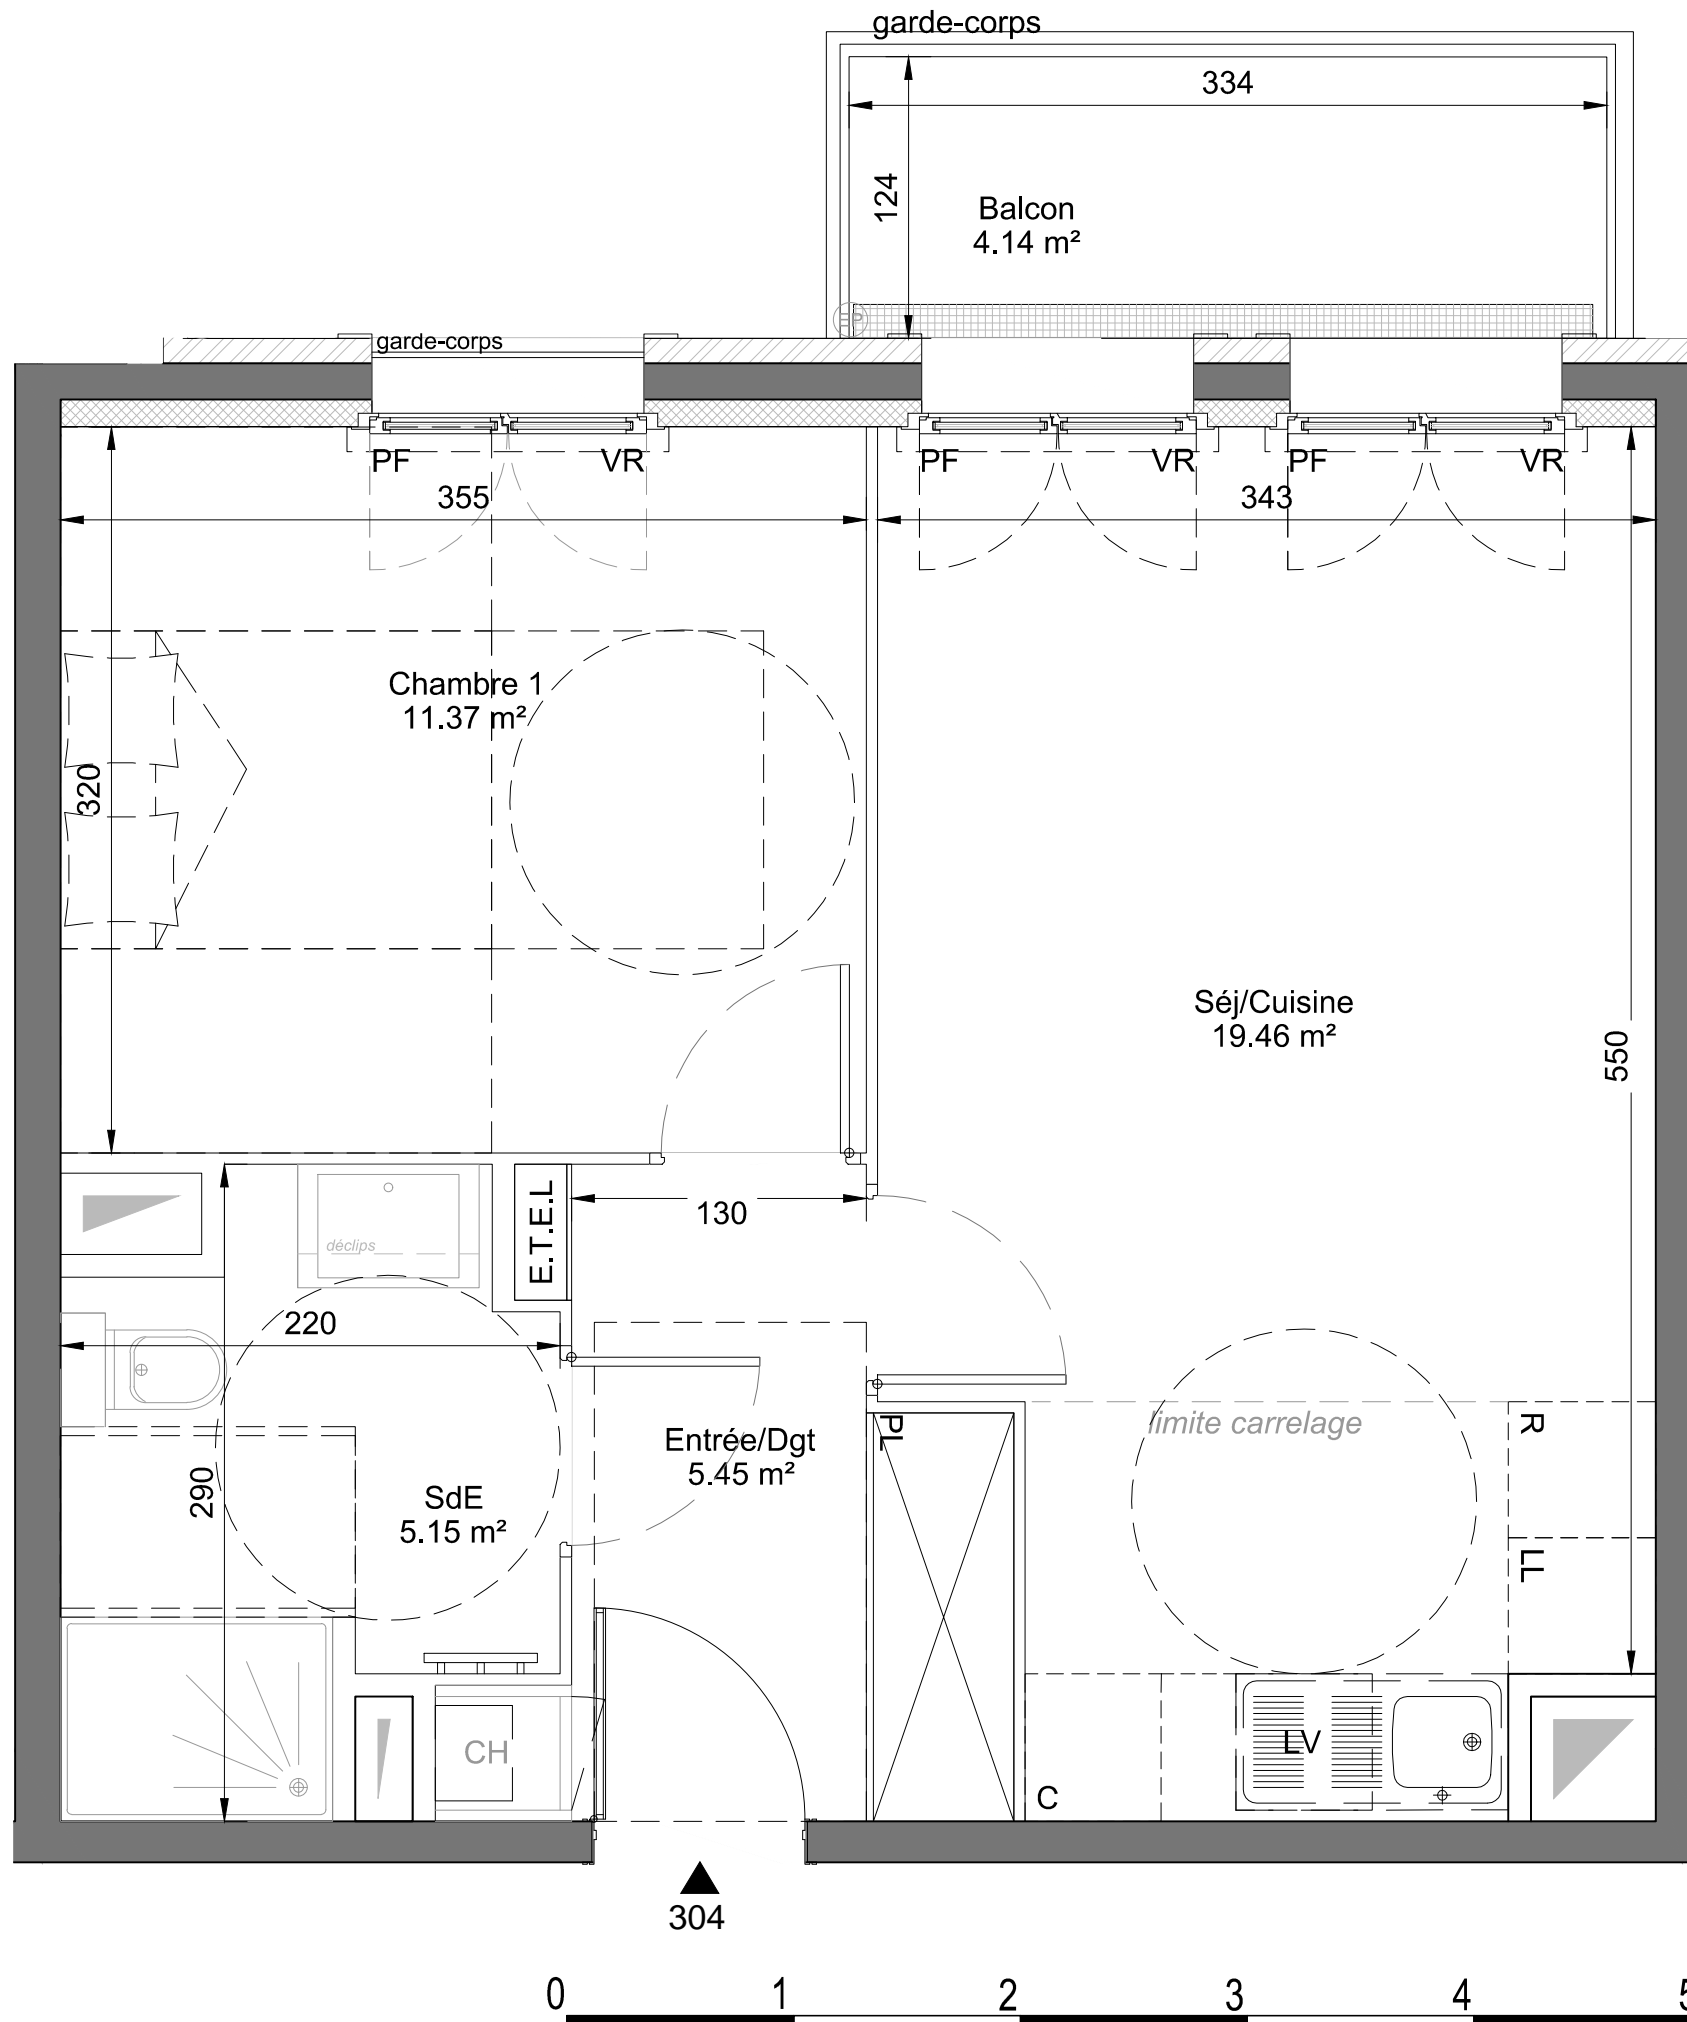 garde-corps
334
124
Balcon
4.14 m²
EP
garde-corps
PF
VR
PF
VR
PF
VR
355
343
Chambre 1
11.37 m²
320
Séj/Cuisine
19.46 m²
550
E.T.E.L
130
déclips
220
limite carrelage
R
PL
Entrée/Dgt
5.45 m²
290
SdE
5.15 m²
LL
CH
LV
C
304
0 1 2 3 4 5